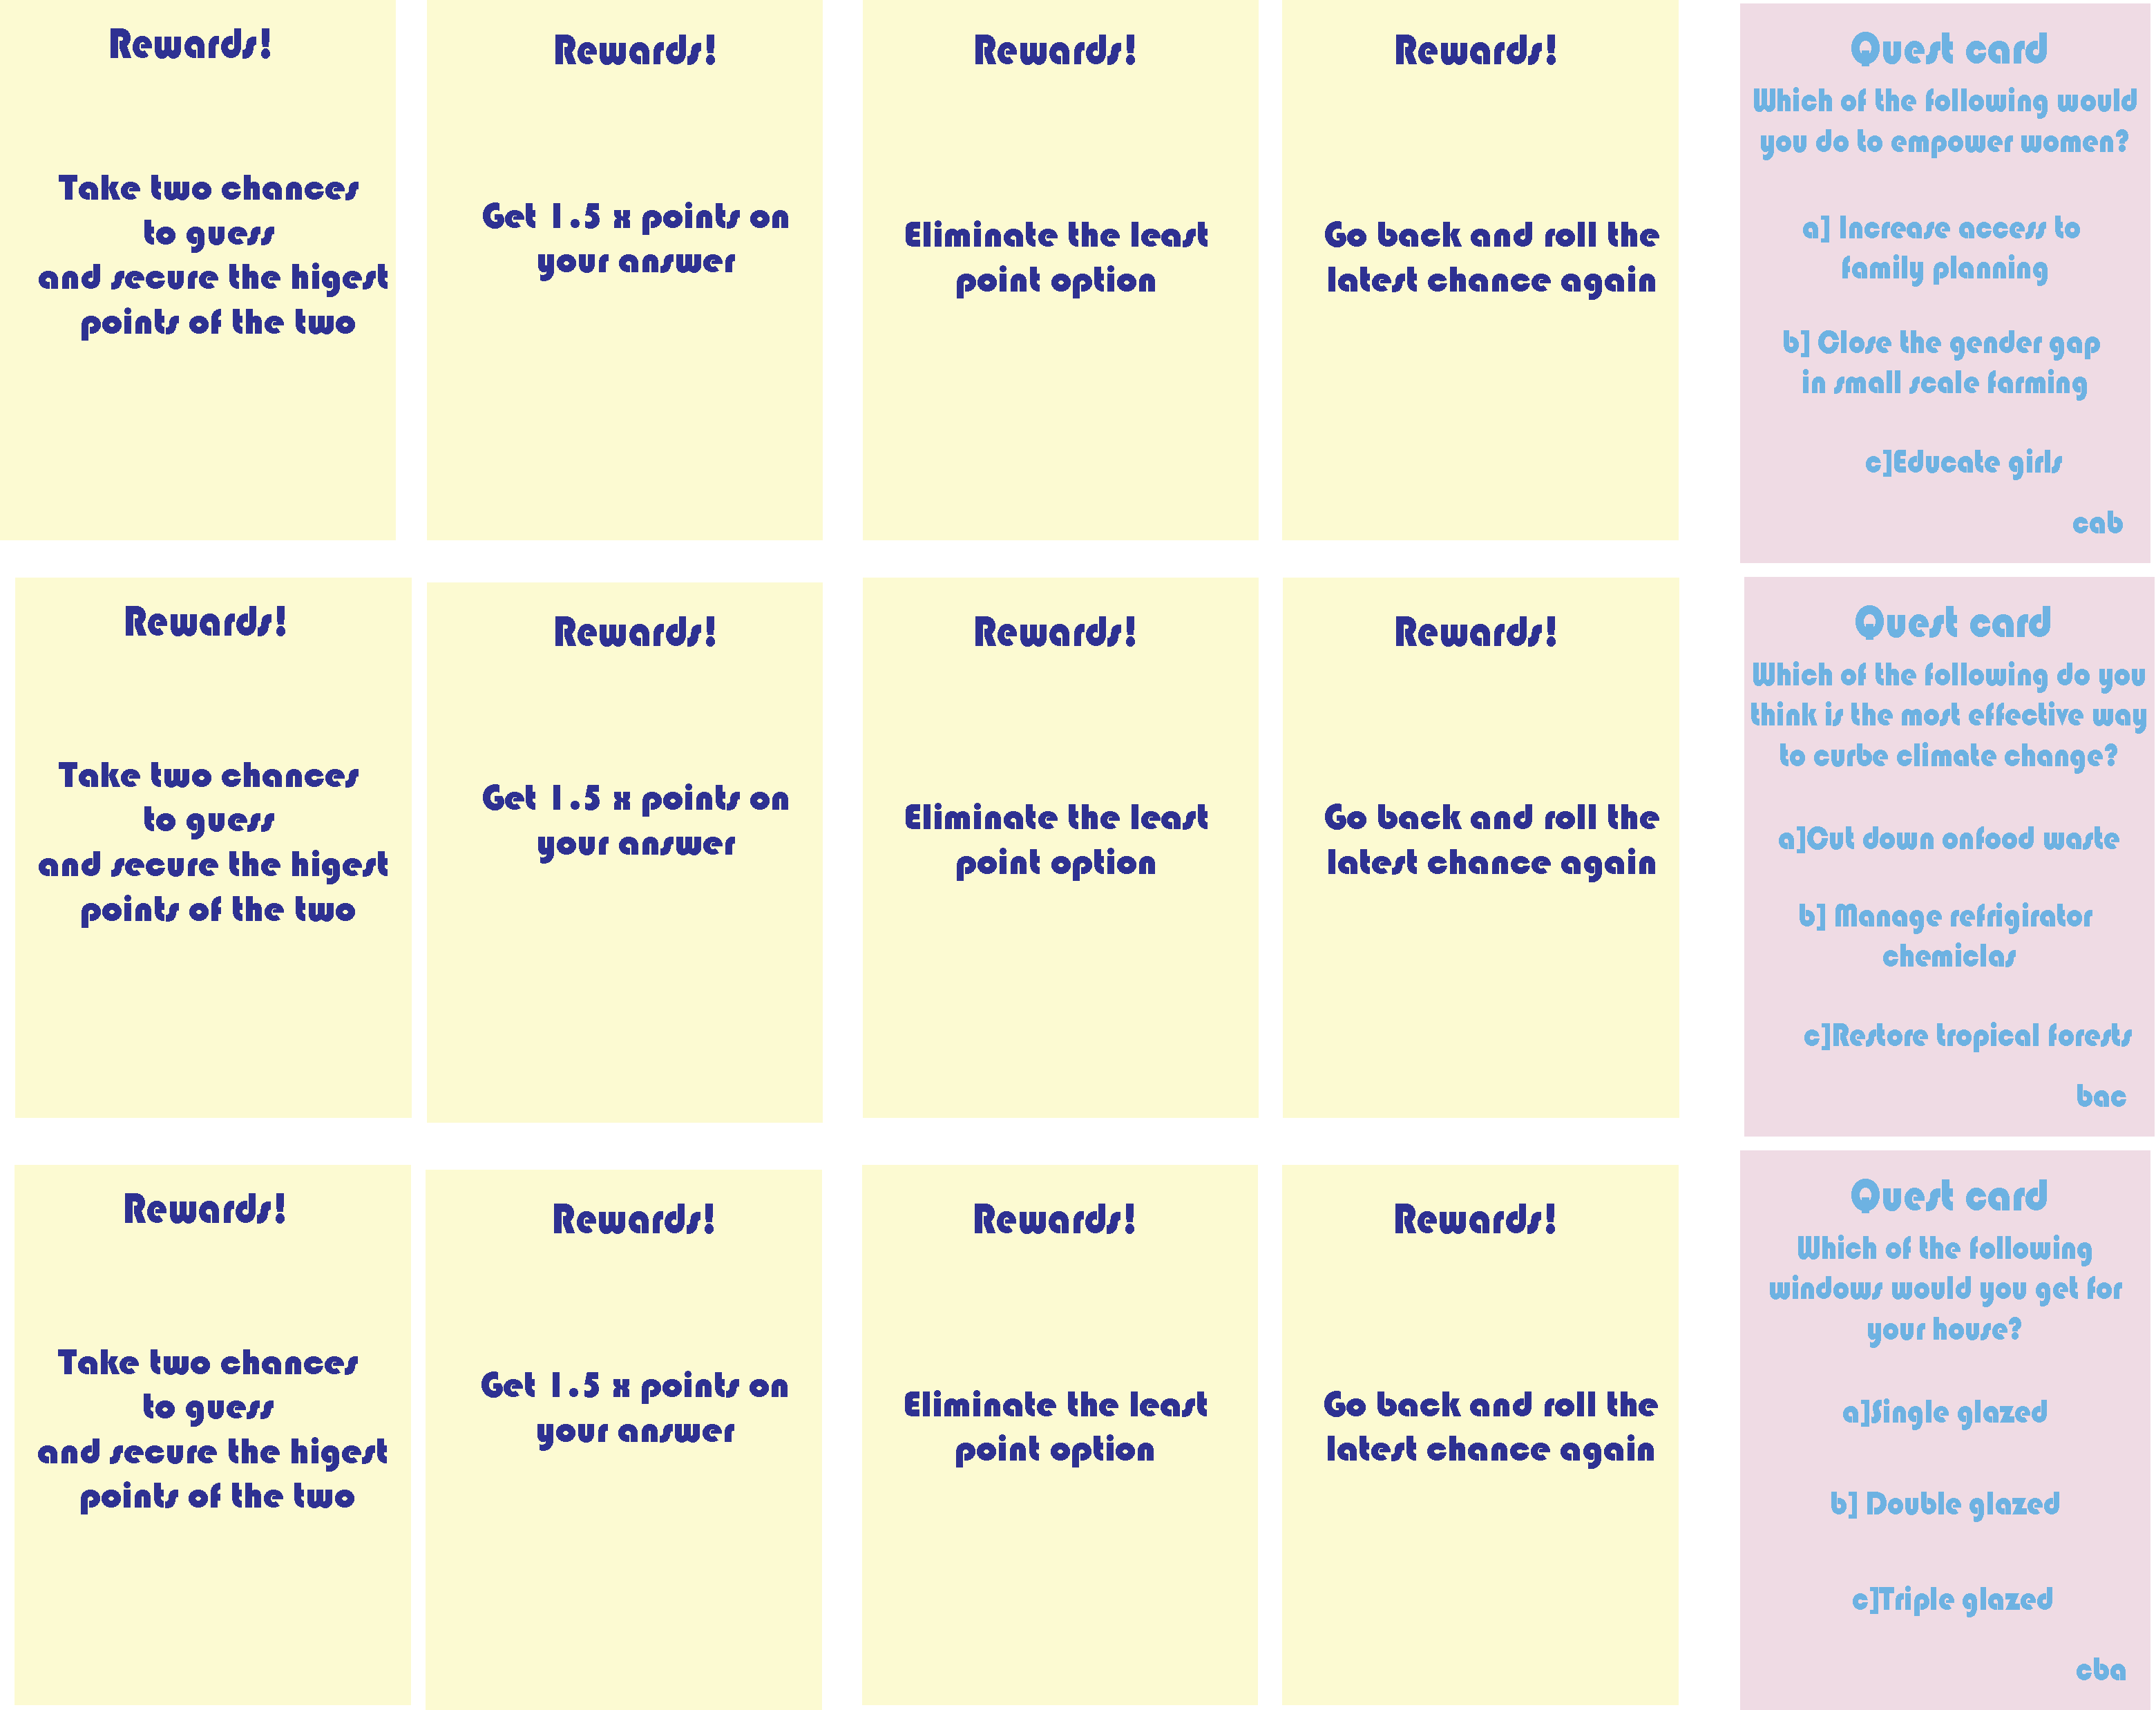 Rewards!
Take two chances
to guess
and secure the higest
points of the two
Rewards!
Get 1.5 x points on
your answer
Rewards!
Eliminate the least
point option
Rewards!
Go back and roll the
latest chance again
Quest card
Which of the following would
you do to empower women?
a] Increase access to
family planning
b] Close the gender gap
in small scale farming
c]Educate girls
cab
Rewards!
Take two chances
to guess
and secure the higest
points of the two
Rewards!
Get 1.5 x points on
your answer
Rewards!
Eliminate the least
point option
Rewards!
Go back and roll the
latest chance again
Quest card
Which of the following do you
think is the most effective way
to curbe climate change?
a]Cut down onfood waste
b] Manage refrigirator
chemiclas
c]Restore tropical forests
bac
Rewards!
Take two chances
to guess
and secure the higest
points of the two
Rewards!
Get 1.5 x points on
your answer
Rewards!
Eliminate the least
point option
Rewards!
Go back and roll the
latest chance again
Quest card
Which of the following
windows would you get for
your house?
a]Single glazed
b] Double glazed
c]Triple glazed
cba